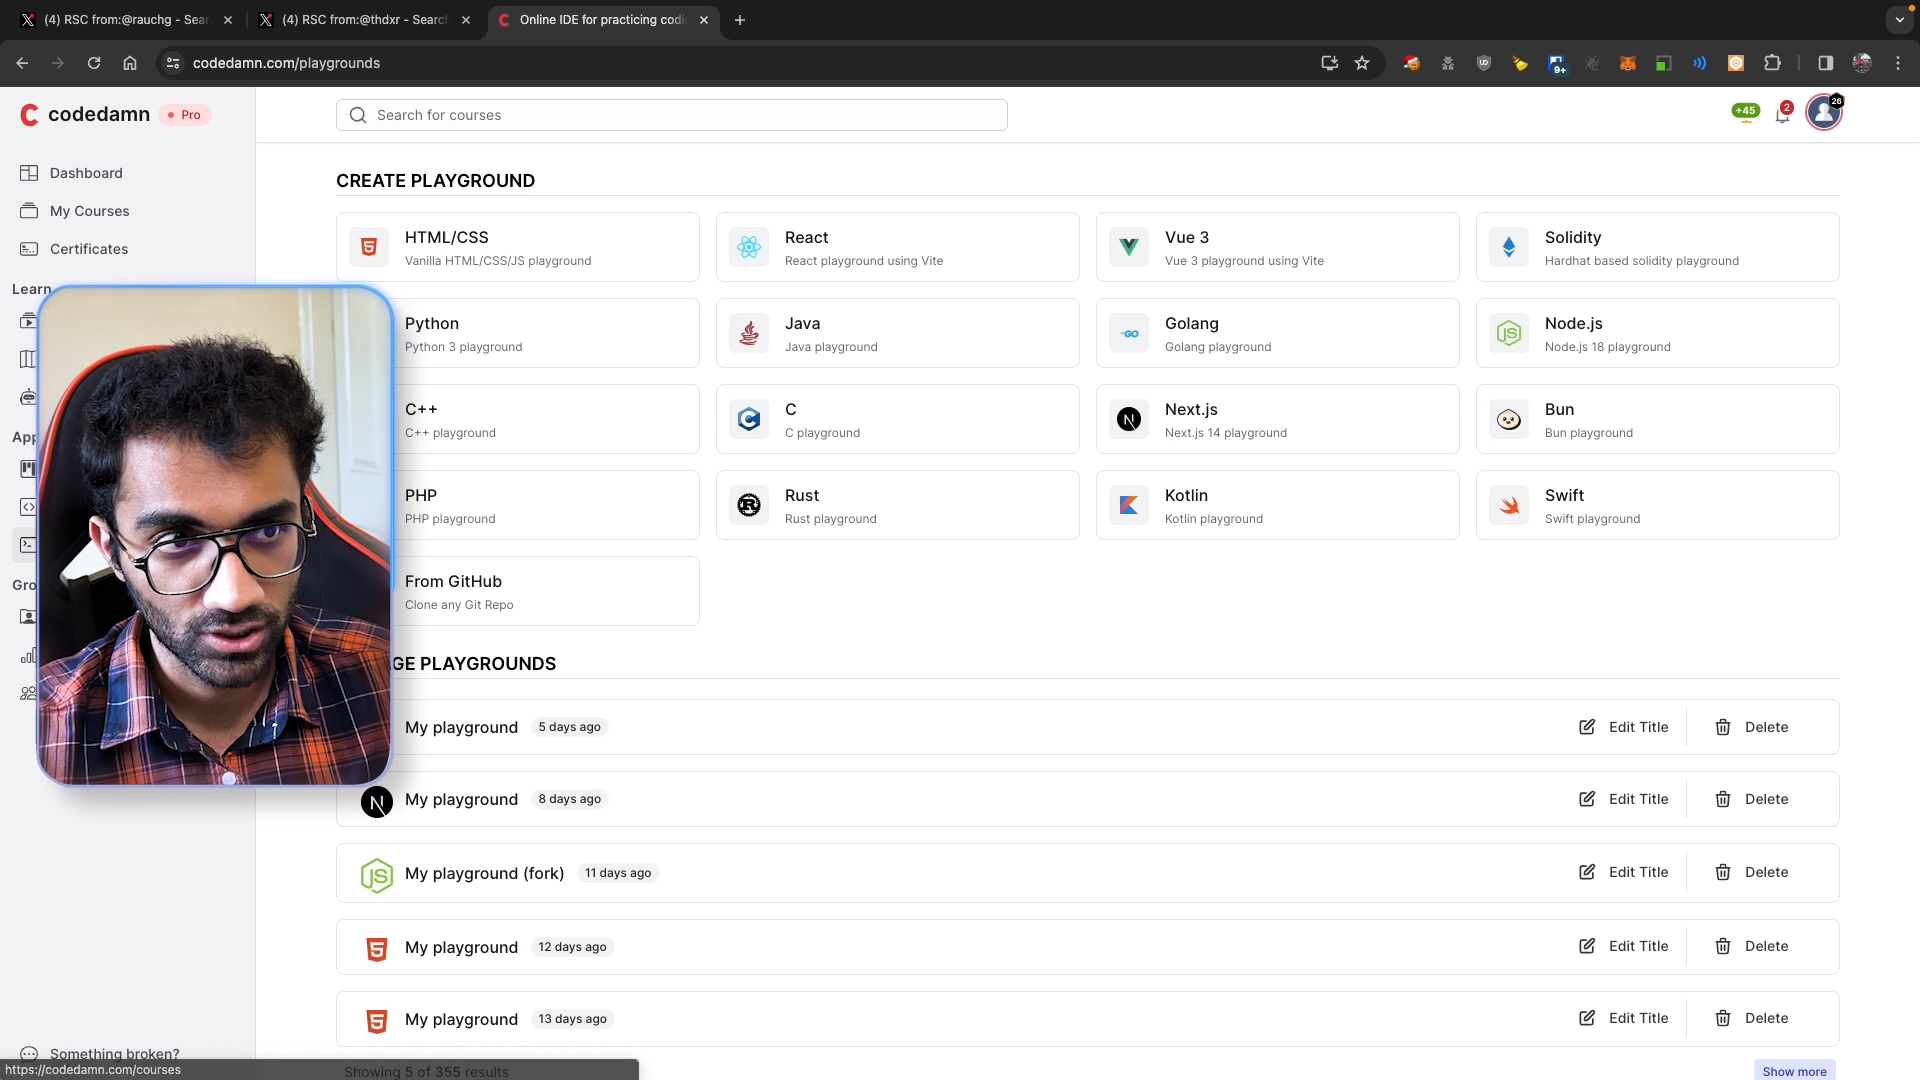 (4) RSC from:@rauchg - Sear
(4) RSC from:@thdxr - Searc
Online IDE for practicing codin
codedamn.com/playgrounds
9+
codedamn
Pro
Search for courses
+45
2
26
Dashboard
My Courses
Certificates
Learn
App
Gro
CREATE PLAYGROUND
HTML/CSS
Vanilla HTML/CSS/JS playground
React
React playground using Vite
Vue 3
Vue 3 playground using Vite
Solidity
Hardhat based solidity playground
Python
Python 3 playground
Java
Java playground
Golang
Golang playground
Node.js
Node.js 18 playground
C++
C++ playground
C
C playground
Next.js
Next.js 14 playground
Bun
Bun playground
PHP
PHP playground
Rust
Rust playground
Kotlin
Kotlin playground
Swift
Swift playground
From GitHub
Clone any Git Repo
GE PLAYGROUNDS
My playground 5 days ago Edit Title Delete
My playground 8 days ago Edit Title Delete
My playground (fork) 11 days ago Edit Title Delete
My playground 12 days ago Edit Title Delete
My playground 13 days ago Edit Title Delete
Something broken?
https://codedamn.com/courses
Showing 5 of 355 results
Show more